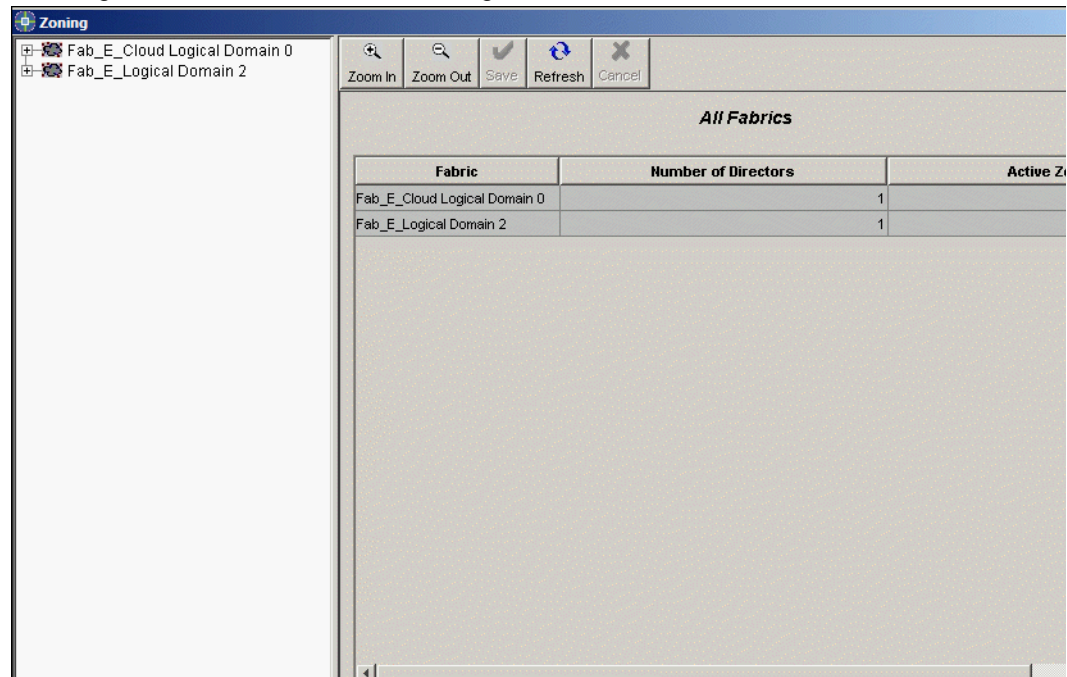 Zoning
Fab_E_Cloud Logical Domain 0
Fab_E_Logical Domain 2
Zoom In Zoom Out Save Refresh Cancel
All Fabrics
Fabric Number of Directors Active Z
Fab_E_Cloud Logical Domain 0 1
Fab_E_Logical Domain 2 1